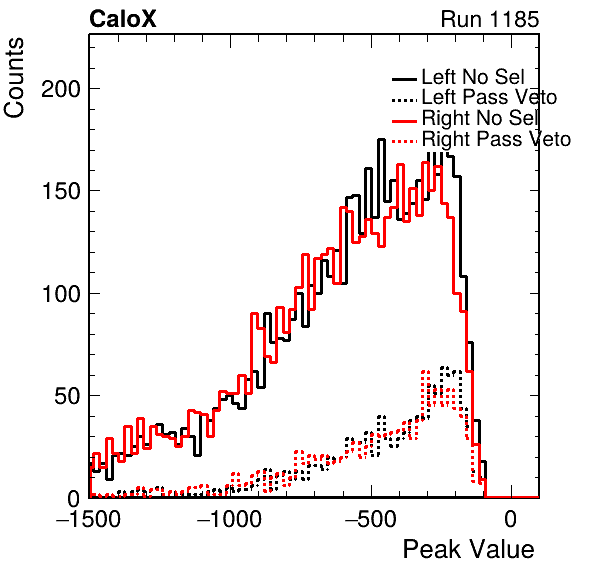 CaloX Run 1185
Counts
Left No Sel
Left Pass Veto
Right No Sel
Right Pass Veto
200
150
100
50
0
−1500 −1000 −500 0
Peak Value